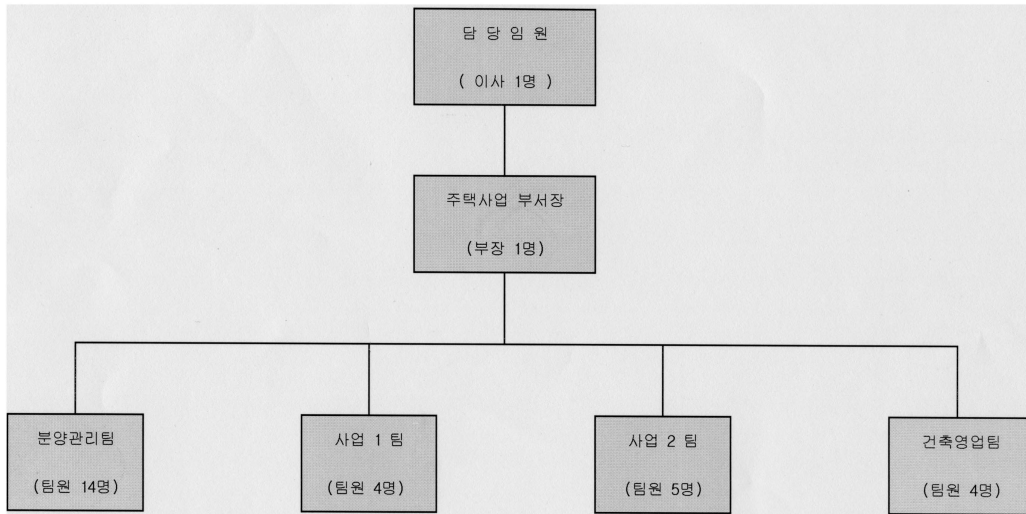 담 당 임 원
( 이사 1명 )
주택사업 부서장
(부장 1명)
분양관리팀
(팀원 14명)
사업 1 팀
(팀원 4명)
사업 2 팀
(팀원 5명)
건축영업팀
(팀원 4명)